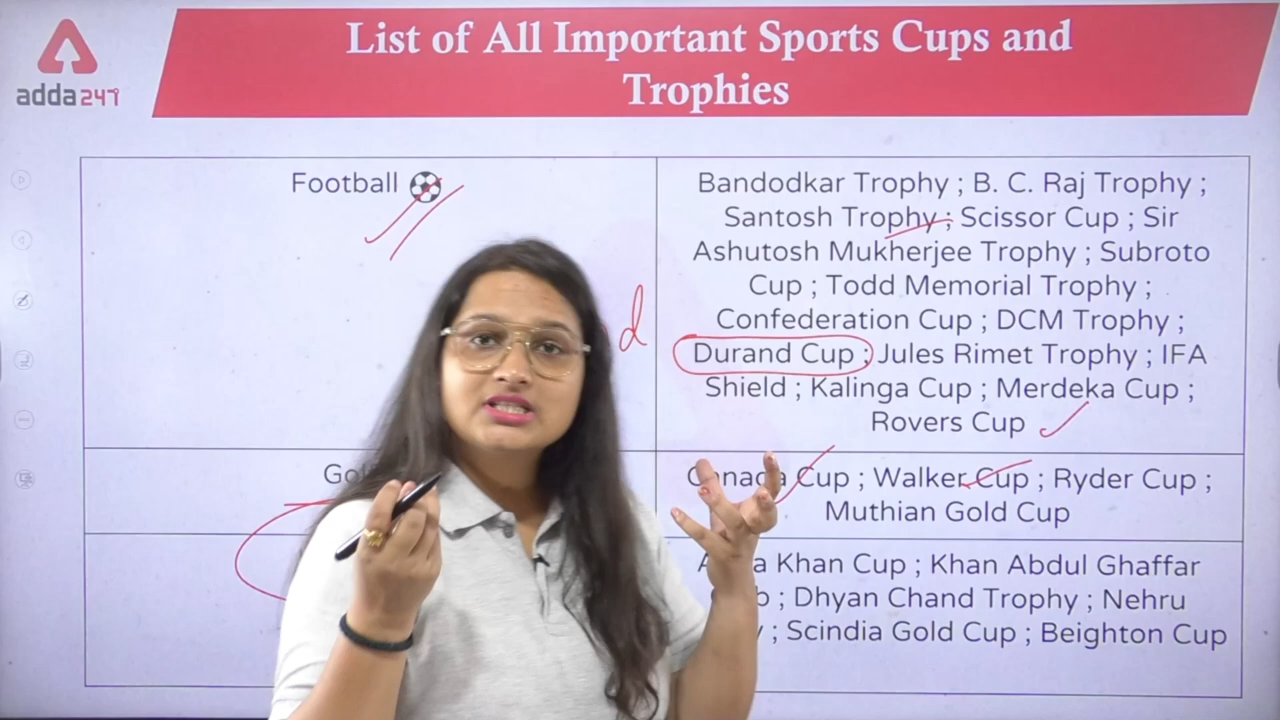 adda247
List of All Important Sports Cups and
Trophies
Football
Bandodkar Trophy ; B. C. Raj Trophy ;
Santosh Trophy ; Scissor Cup ; Sir
Ashutosh Mukherjee Trophy ; Subroto
Cup ; Todd Memorial Trophy ;
Confederation Cup ; DCM Trophy ;
d
Durand Cup ; Jules Rimet Trophy ; IFA
Shield ; Kalinga Cup ; Merdeka Cup ;
Rovers Cup
Cup ; Walker Cup ; Ryder Cup ;
Muthian Gold Cup
Khan Cup ; Khan Abdul Ghaffar
; Dhyan Chand Trophy ; Nehru
; Scindia Gold Cup ; Beighton Cup